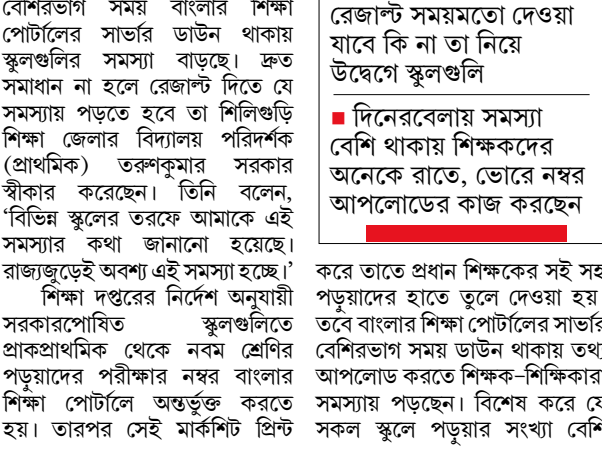 বেশিরভাগ সময় বাংলার শিক্ষা
পোর্টালের সার্ভার ডাউন থাকায়
স্কুলগুলির সমস্যা বাড়ছে। দ্রুত
সমাধান না হলে রেজাল্ট দিতে যে
সমস্যায় পড়তে হবে তা শিলিগুড়ি
শিক্ষা জেলার বিদ্যালয় পরিদর্শক
(প্রাথমিক) তরুণকুমার সরকার
স্বীকার করেছেন। তিনি বলেন,
‘বিভিন্ন স্কুলের তরফে আমাকে এই
সমস্যার কথা জানানো হয়েছে।
রাজ্যজুড়েই অবশ্য এই সমস্যা হচ্ছে।’
শিক্ষা দপ্তরের নির্দেশ অনুযায়ী
সরকারপোষিত স্কুলগুলিতে
প্রাকপ্রাথমিক থেকে নবম শ্রেণির
পড়ুয়াদের পরীক্ষার নম্বর বাংলার
শিক্ষা পোর্টালে অন্তর্ভুক্ত করতে
হয়। তারপর সেই মার্কশিট প্রিন্ট
রেজাল্ট সময়মতো দেওয়া
যাবে কি না তা নিয়ে
উদ্বেগে স্কুলগুলি
■ দিনেরবেলায় সমস্যা
বেশি থাকায় শিক্ষকদের
অনেকে রাতে, ভোরে নম্বর
আপলোডের কাজ করছেন
করে তাতে প্রধান শিক্ষকের সই সহ
পড়ুয়াদের হাতে তুলে দেওয়া হয়
তবে বাংলার শিক্ষা পোর্টালের সার্ভার
বেশিরভাগ সময় ডাউন থাকায় তথ্য
আপলোড করতে শিক্ষক-শিক্ষিকারা
সমস্যায় পড়ছেন। বিশেষ করে যে
সকল স্কুলে পড়ুয়ার সংখ্যা বেশি